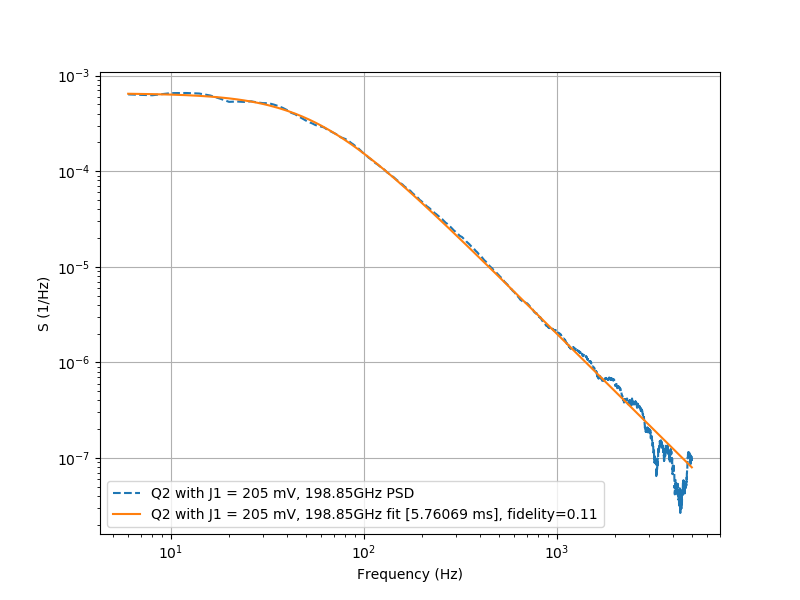 10⁻³
10⁻⁴
10⁻⁵
10⁻⁶
10⁻⁷
S (1/Hz)
Q2 with J1 = 205 mV, 198.85GHz PSD
Q2 with J1 = 205 mV, 198.85GHz fit [5.76069 ms], fidelity=0.11
10¹ 10² 10³
Frequency (Hz)